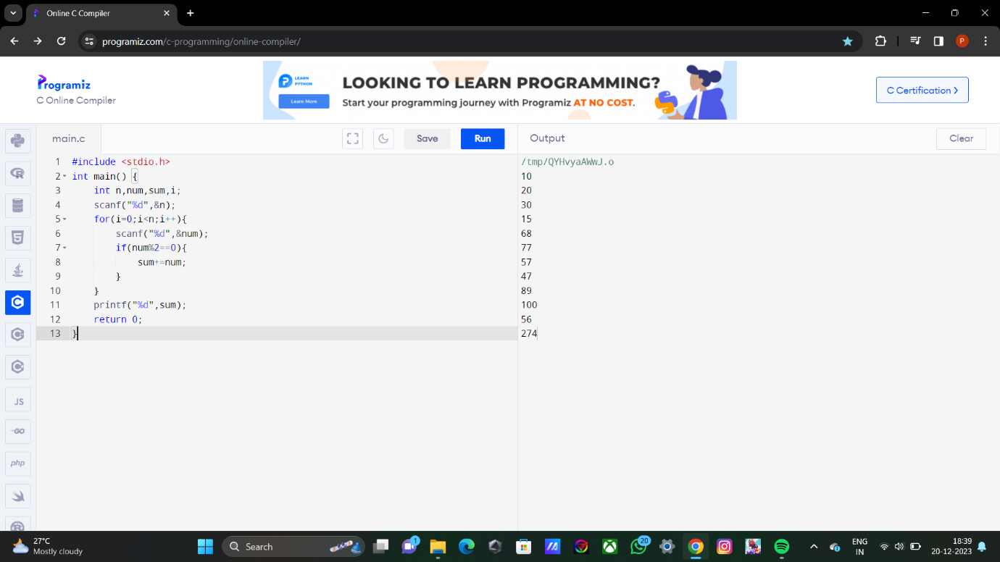 Online C Compiler
programiz.com/c-programming/online-compiler/
P
Programiz
C Online Compiler
LEARN
PYTHON
Learn More
LOOKING TO LEARN PROGRAMMING?
Start your programming journey with Programiz AT NO COST.
C Certification >
main.c
Save
Run
Output
Clear
1 #include <stdio.h>
2 int main() {
3 int n,num,sum,i;
4 scanf("%d",&n);
5 for(i=0;i<n;i++){
6 scanf("%d",&num);
7 if(num%2==0){
8 sum+=num;
9 }
10 }
11 printf("%d",sum);
12 return 0;
13 }
/tmp/QYHvyaAWwJ.o
10
20
30
15
68
77
57
47
89
100
56
274
JS
GO
php
27°C
Mostly cloudy
Search
1
20
ENG
IN
18:39
20-12-2023